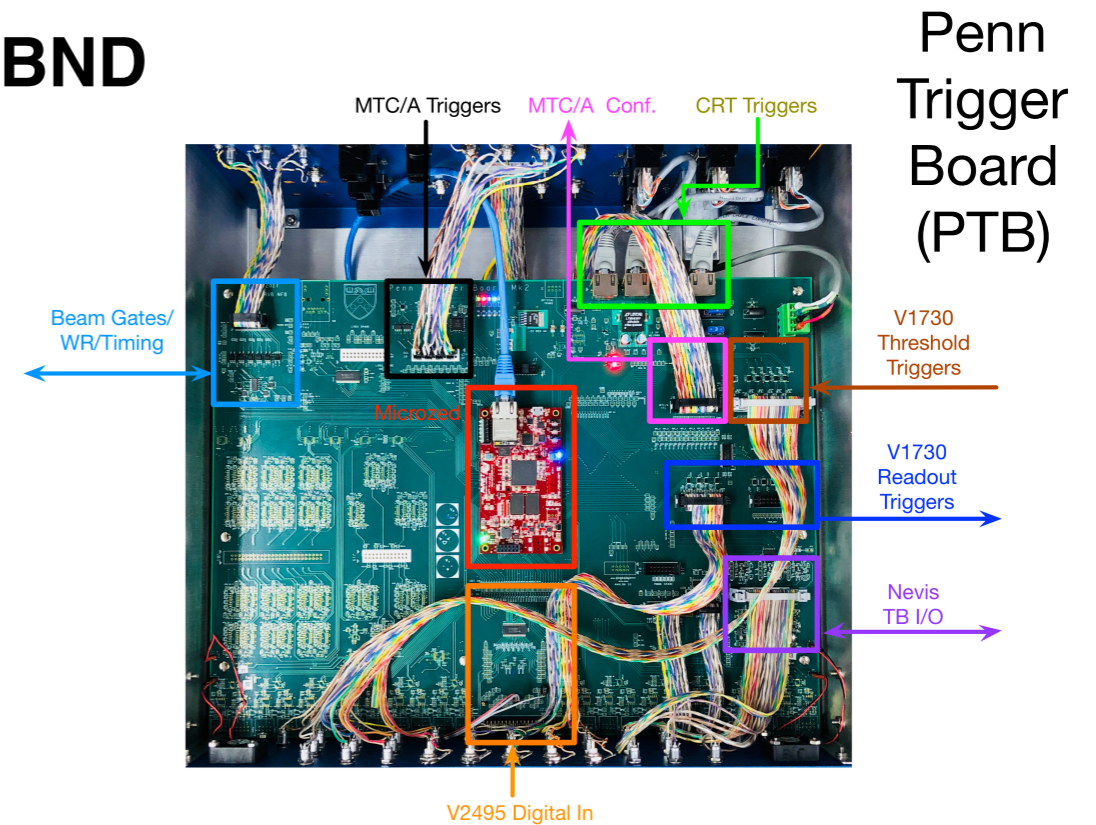 BND
Penn
Trigger
Board
(PTB)
MTC/A Triggers
MTC/A Conf.
CRT Triggers
Beam Gates/
WR/Timing
Microzed
V1730
Threshold
Triggers
V1730
Readout
Triggers
Nevis
TB I/O
V2495 Digital In